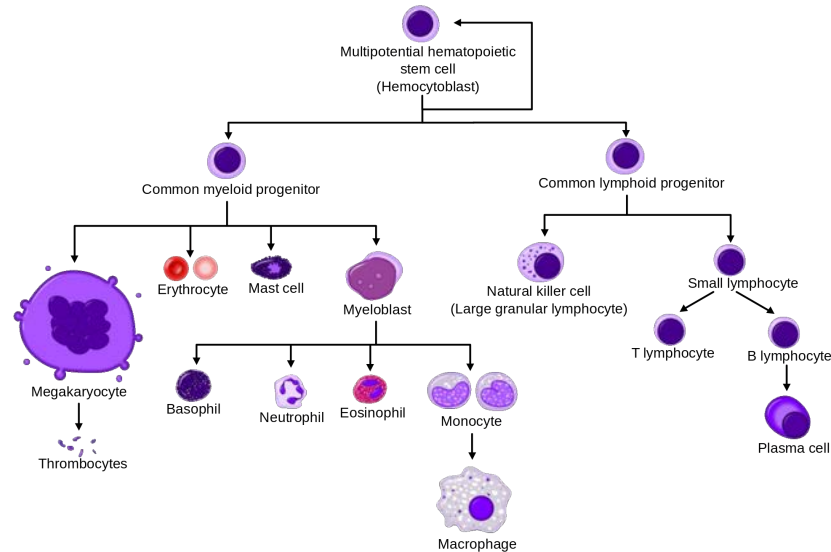 Multipotential hematopoietic
stem cell
(Hemocytoblast)
Common myeloid progenitor
Common lymphoid progenitor
Erythrocyte
Mast cell
Myeloblast
Natural killer cell
(Large granular lymphocyte)
Small lymphocyte
T lymphocyte
B lymphocyte
Megakaryocyte
Basophil
Neutrophil
Eosinophil
Monocyte
Plasma cell
Thrombocytes
Macrophage